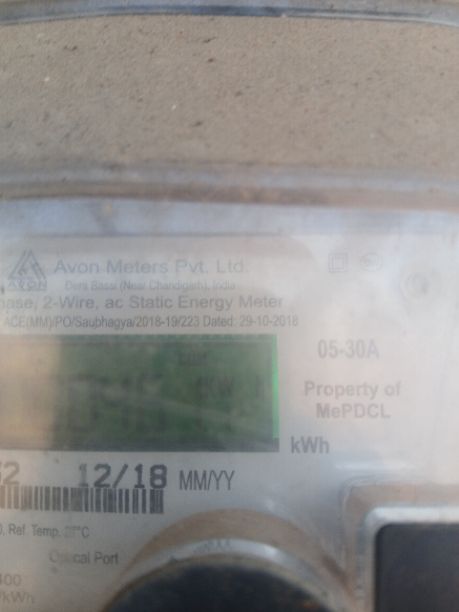 AVON
Avon Meters Pvt. Ltd.
Dera Bassi (Near Chandigarh), India
2-Wire, ac Static Energy Meter
ACE(MM)/PO/Saubhagya/2018-19/223 Dated: 29-10-2018
05-30A
Property of
MePDCL
kWh
12/18 MM/YY
Ref. Temp.
Optical Port
/kWh